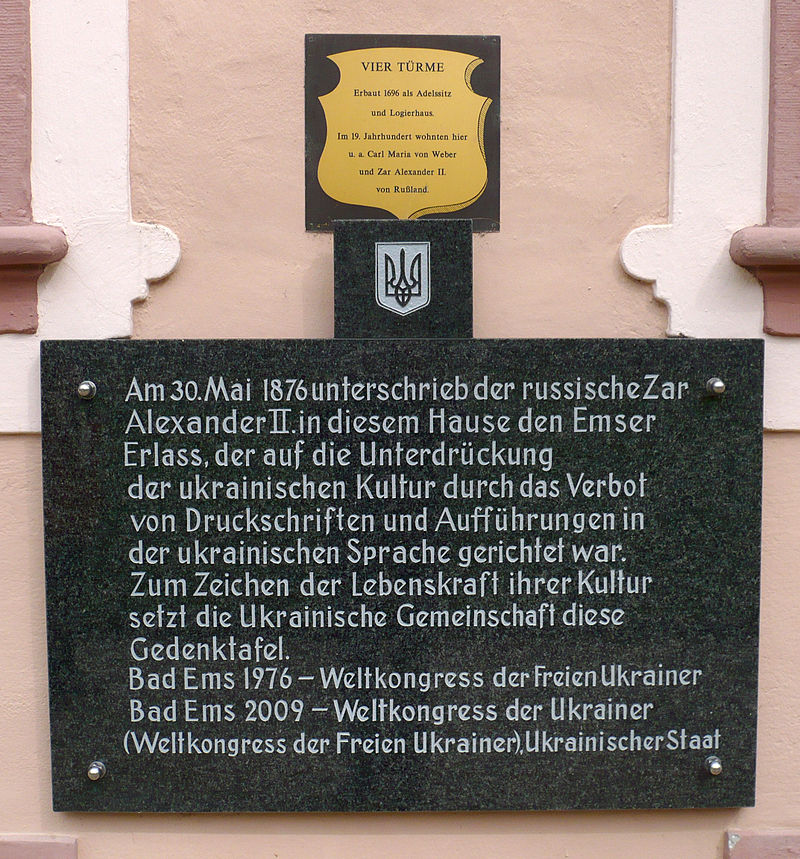 VIER TÜRME
Erbaut 1696 als Adelssitz
und Logierhaus.
Im 19. Jahrhundert wohnten hier
u. a. Carl Maria von Weber
und Zar Alexander II.
von Rußland.
Am 30. Mai 1876 unterschrieb der russische Zar
Alexander II. in diesem Hause den Emser
Erlass, der auf die Unterdrückung
der ukrainischen Kultur durch das Verbot
von Druckschriften und Aufführungen in
der ukrainischen Sprache gerichtet war.
Zum Zeichen der Lebenskraft ihrer Kultur
setzt die Ukrainische Gemeinschaft diese
Gedenktafel.
Bad Ems 1976 – Weltkongress der Freien Ukrainer
Bad Ems 2009 – Weltkongress der Ukrainer
(Weltkongress der Freien Ukrainer), Ukrainischer Staat